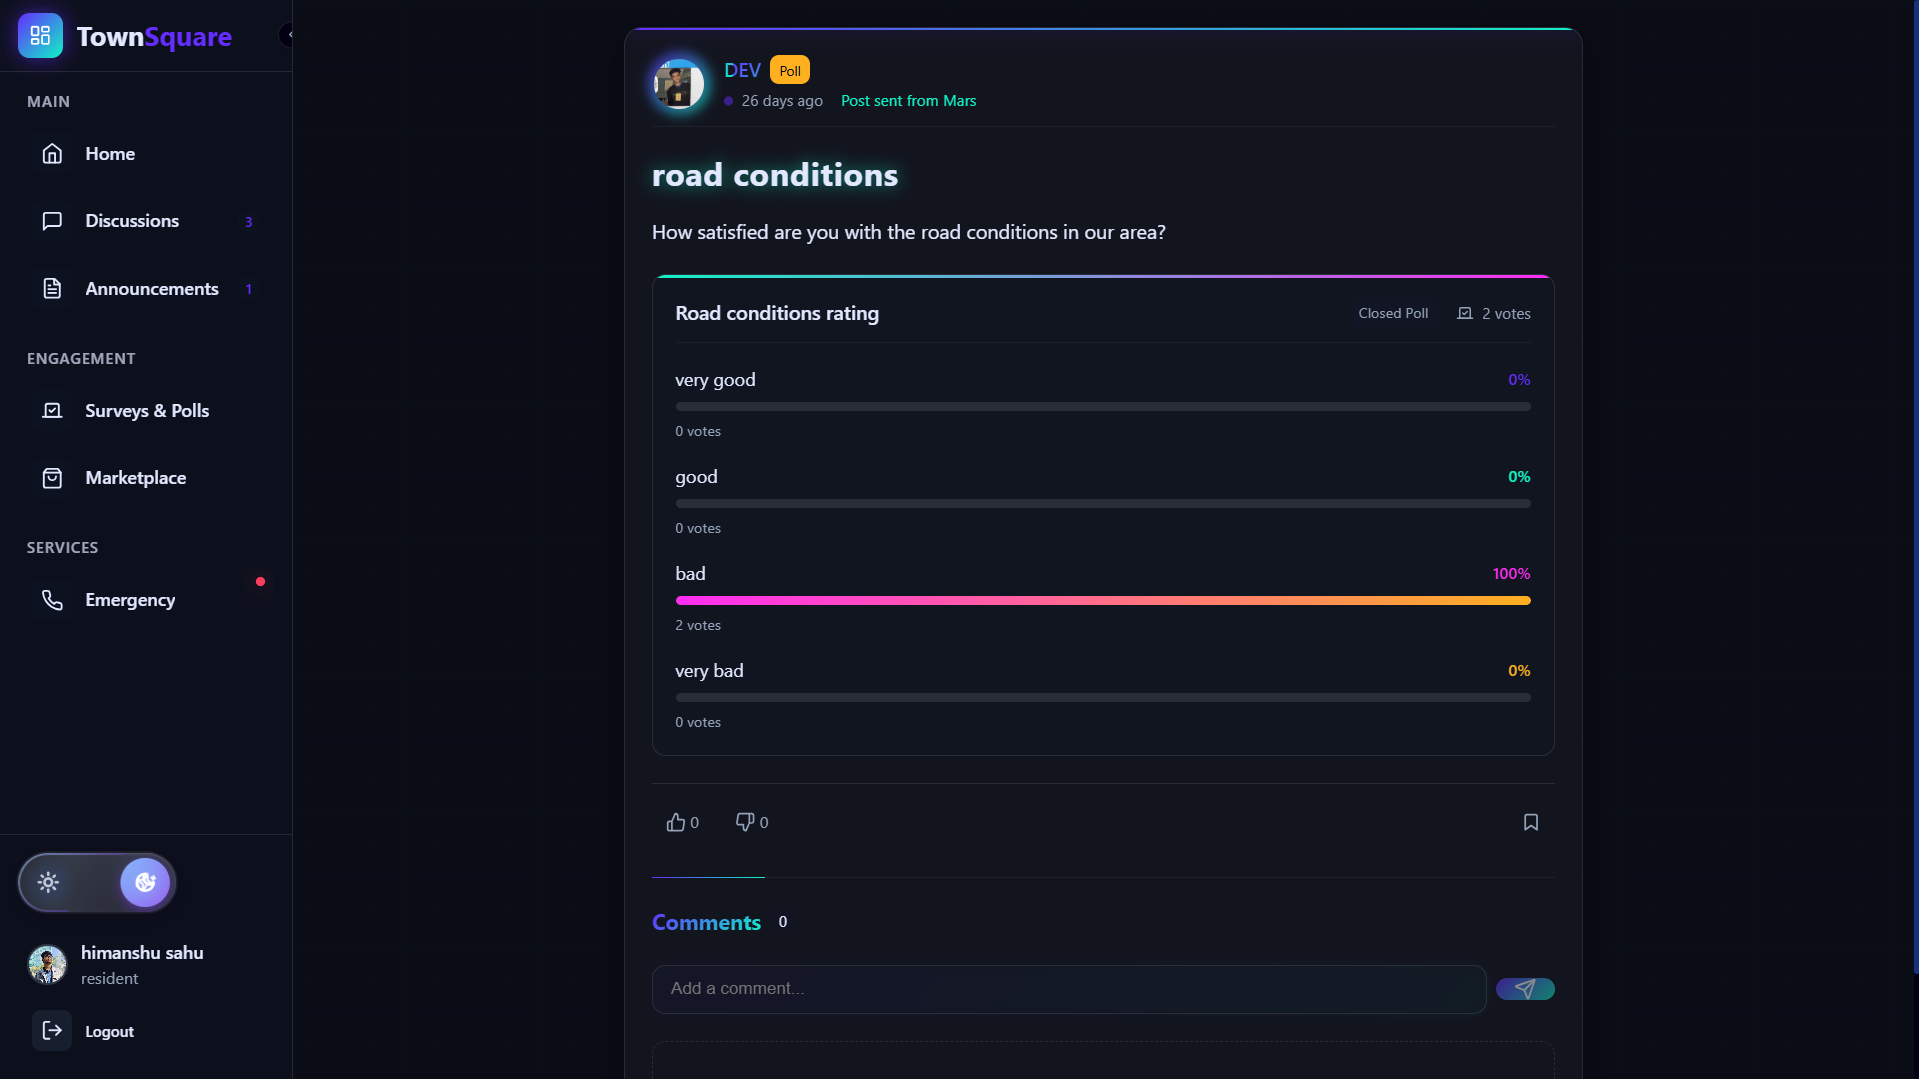 TownSquare
MAIN
Home
Discussions 3
Announcements 1
ENGAGEMENT
Surveys & Polls
Marketplace
SERVICES
Emergency
himanshu sahu
resident
Logout
DEV Poll
26 days ago Post sent from Mars
road conditions
How satisfied are you with the road conditions in our area?
Road conditions rating Closed Poll 2 votes
very good 0%
0 votes
good 0%
0 votes
bad 100%
2 votes
very bad 0%
0 votes
0 0
Comments 0
Add a comment...